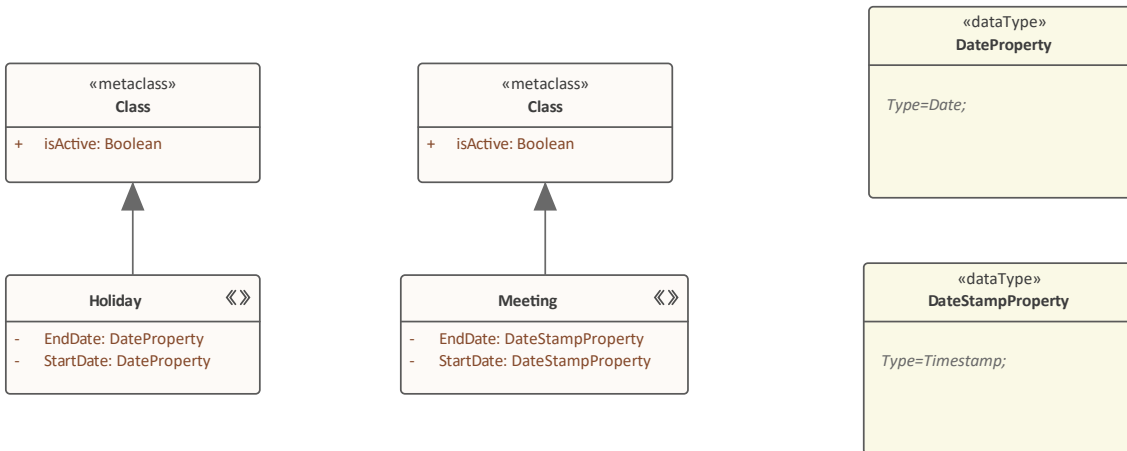 «metaclass»
Class
+ isActive: Boolean
Holiday
- EndDate: DateProperty
- StartDate: DateProperty
«metaclass»
Class
+ isActive: Boolean
Meeting
- EndDate: DateStampProperty
- StartDate: DateStampProperty
«dataType»
DateProperty
Type=Date;
«dataType»
DateStampProperty
Type=Timestamp;